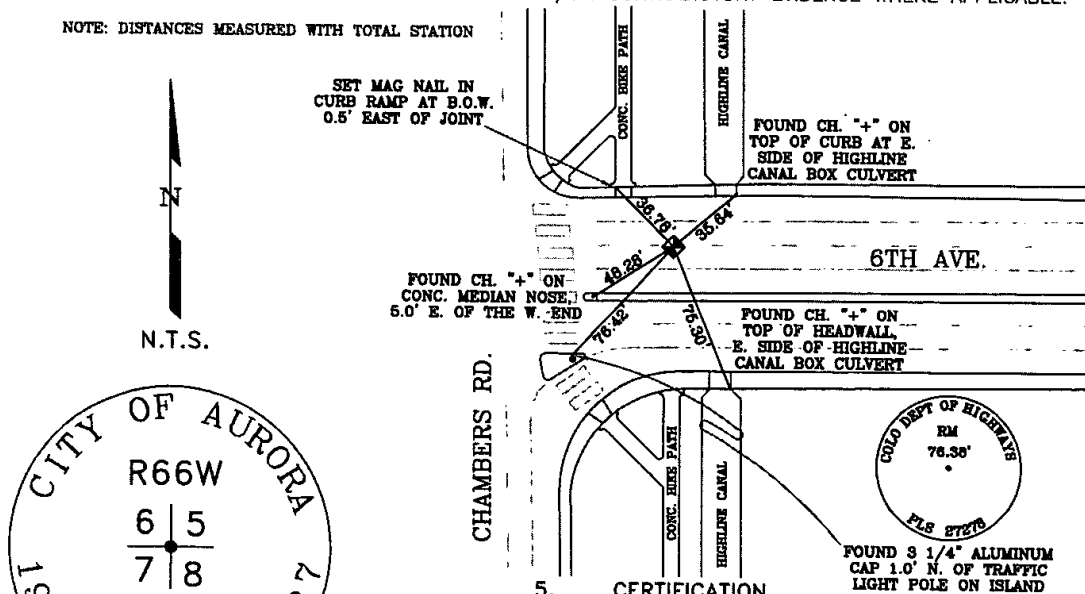 NOTE: DISTANCES MEASURED WITH TOTAL STATION
SET MAG NAIL IN
CURB RAMP AT B.O.W.
0.5' EAST OF JOINT
CONC. BIKE PATH
HIGHLINE CANAL
FOUND CH. "+" ON
TOP OF CURB AT E.
SIDE OF HIGHLINE
CANAL BOX CULVERT
N
N.T.S.
36.78'
35.64'
48.28'
76.42'
75.30'
6TH AVE.
FOUND CH. "+" ON
CONC. MEDIAN NOSE,
5.0' E. OF THE W. END
FOUND CH. "+" ON
TOP OF HEADWALL,
E. SIDE OF HIGHLINE
CANAL BOX CULVERT
CHAMBERS RD.
CONC. BIKE PATH
HIGHLINE CANAL
COLO DEPT OF HIGHWAYS
RM
76.38'
PLS 27278
FOUND 3 1/4" ALUMINUM
CAP 1.0' N. OF TRAFFIC
LIGHT POLE ON ISLAND
CITY OF AURORA
R66W
6 5
7 8
5. CERTIFICATION